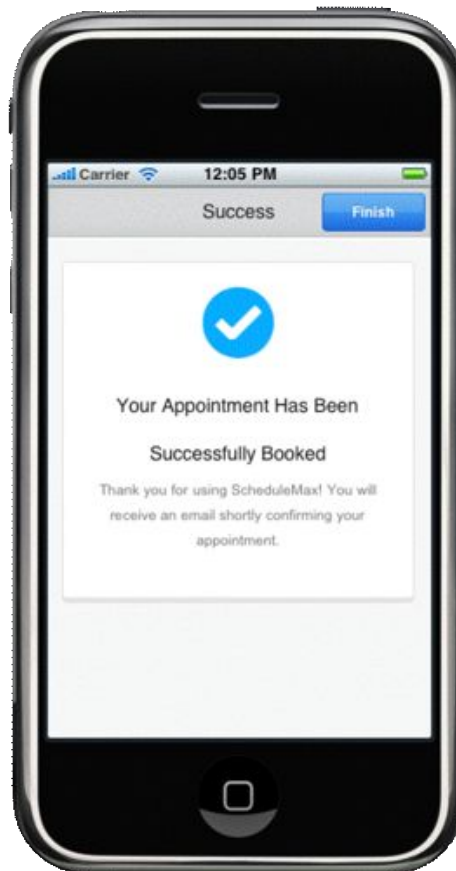 Carrier 12:05 PM
Success Finish
Your Appointment Has Been
Successfully Booked
Thank you for using ScheduleMax! You will
receive an email shortly confirming your
appointment.